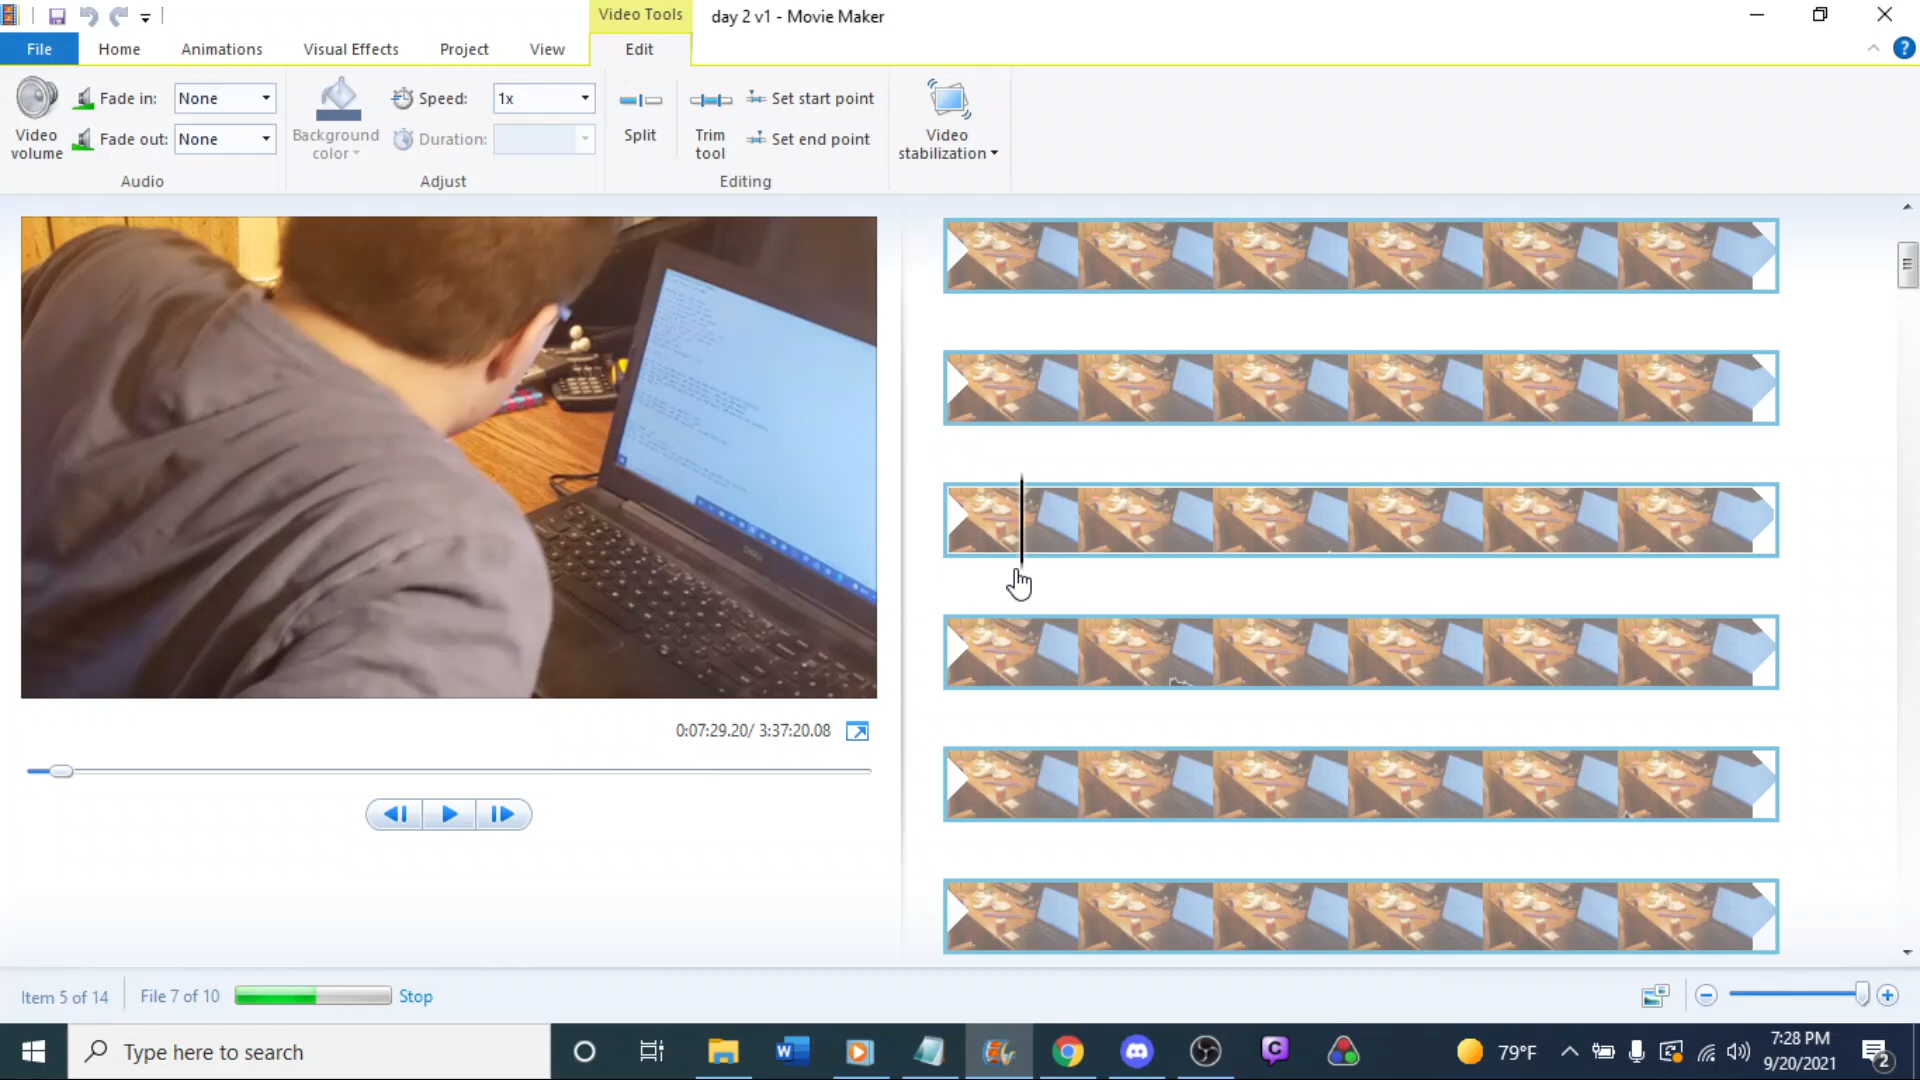 Video Tools
day 2 v1 - Movie Maker
File
Home
Animations
Visual Effects
Project
View
Edit
Video
volume
Fade in:
None
Fade out:
None
Audio
Background
color
Speed:
1x
Duration:
Adjust
Split
Trim
tool
Set start point
Set end point
Editing
Video
stabilization
0:07:29.20/ 3:37:20.08
Item 5 of 14
File 7 of 10
Stop
Type here to search
79°F
7:28 PM
9/20/2021
2